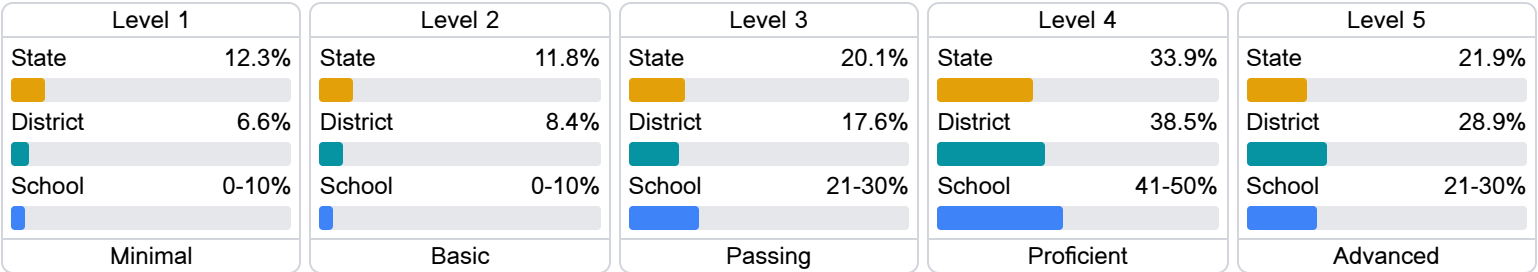 Level 1
State 12.3%
District 6.6%
School 0-10%
Minimal
Level 2
State 11.8%
District 8.4%
School 0-10%
Basic
Level 3
State 20.1%
District 17.6%
School 21-30%
Passing
Level 4
State 33.9%
District 38.5%
School 41-50%
Proficient
Level 5
State 21.9%
District 28.9%
School 21-30%
Advanced